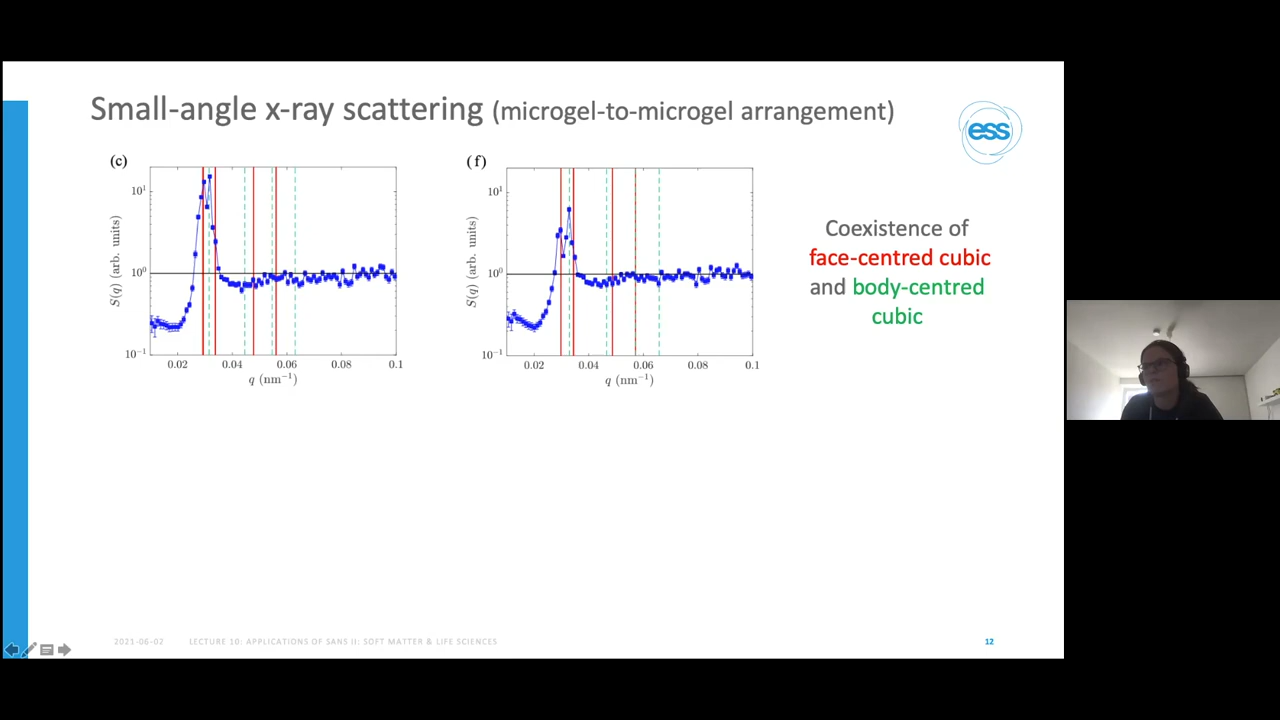 Small-angle x-ray scattering (microgel-to-microgel arrangement)
ess
(c)
(f)
10¹
10⁰
10⁻¹
S(q) (arb. units)
0.02 0.04 0.06 0.08 0.1
q (nm⁻¹)
10¹
10⁰
10⁻¹
S(q) (arb. units)
0.02 0.04 0.06 0.08 0.1
q (nm⁻¹)
Coexistence of
face-centred cubic
and body-centred
cubic
2021-06-02 LECTURE 10: APPLICATIONS OF SANS II: SOFT MATTER & LIFE SCIENCES
12